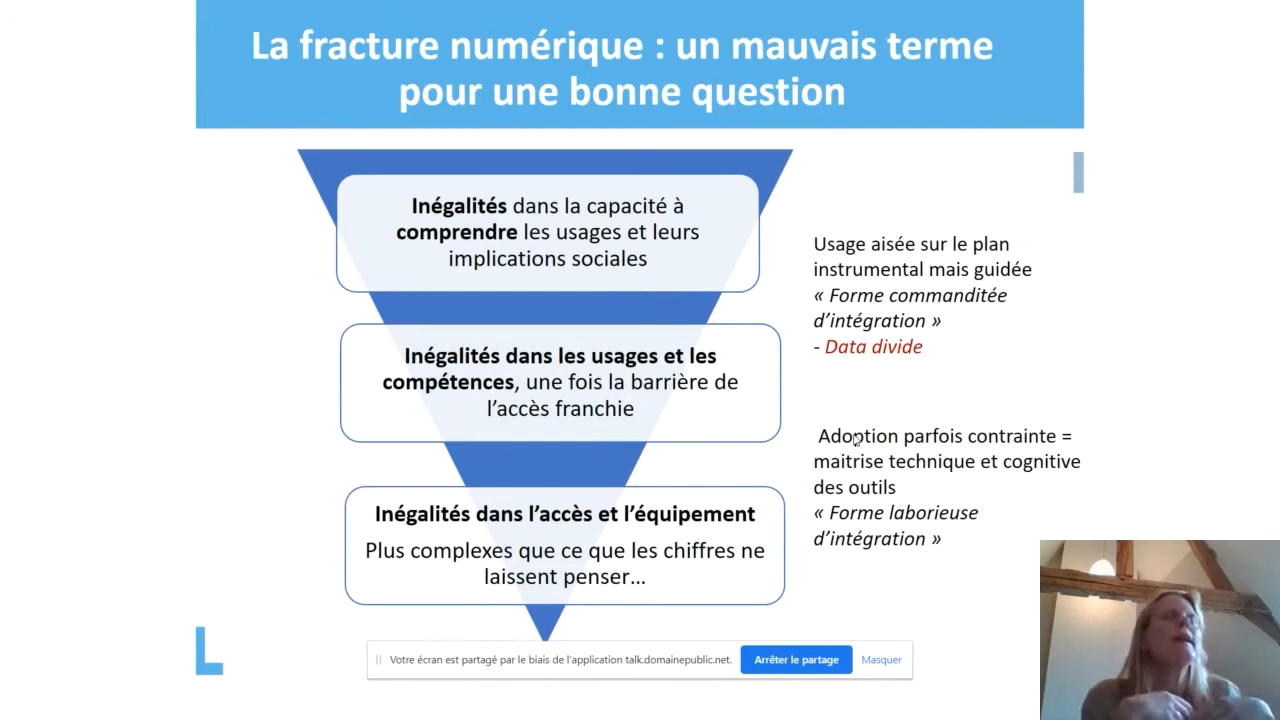 La fracture numérique : un mauvais terme
pour une bonne question
Inégalités dans la capacité à
comprendre les usages et leurs
implications sociales
Inégalités dans les usages et les
compétences, une fois la barrière de
l'accès franchie
Inégalités dans l'accès et l'équipement
Plus complexes que ce que les chiffres ne
laissent penser...
Usage aisée sur le plan
instrumental mais guidée
« Forme commanditée
d'intégration »
- Data divide
Adoption parfois contrainte =
maitrise technique et cognitive
des outils
« Forme laborieuse
d'intégration »
Votre écran est partagé par le biais de l'application talk.domainepublic.net.
Arrêter le partage
Masquer